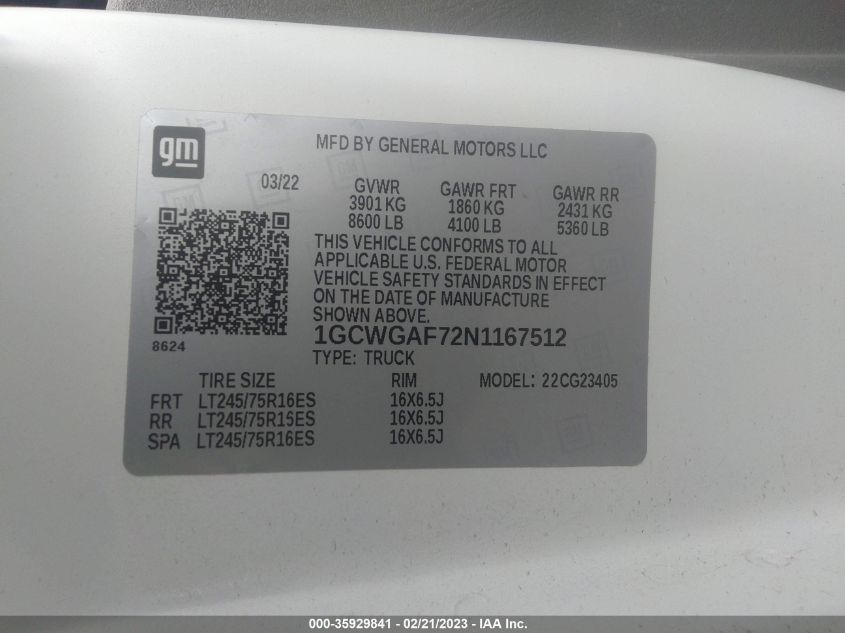 gm
MFD BY GENERAL MOTORS LLC
03/22
GVWR GAWR FRT GAWR RR
3901 KG 1860 KG 2431 KG
8600 LB 4100 LB 5360 LB
THIS VEHICLE CONFORMS TO ALL
APPLICABLE U.S. FEDERAL MOTOR
VEHICLE SAFETY STANDARDS IN EFFECT
ON THE DATE OF MANUFACTURE
SHOWN ABOVE.
8624
1GCWGAF72N1167512
TYPE: TRUCK
TIRE SIZE RIM MODEL: 22CG23405
FRT LT245/75R16ES 16X6.5J
RR LT245/75R15ES 16X6.5J
SPA LT245/75R16ES 16X6.5J
000-35929841 - 02/21/2023 - IAA Inc.